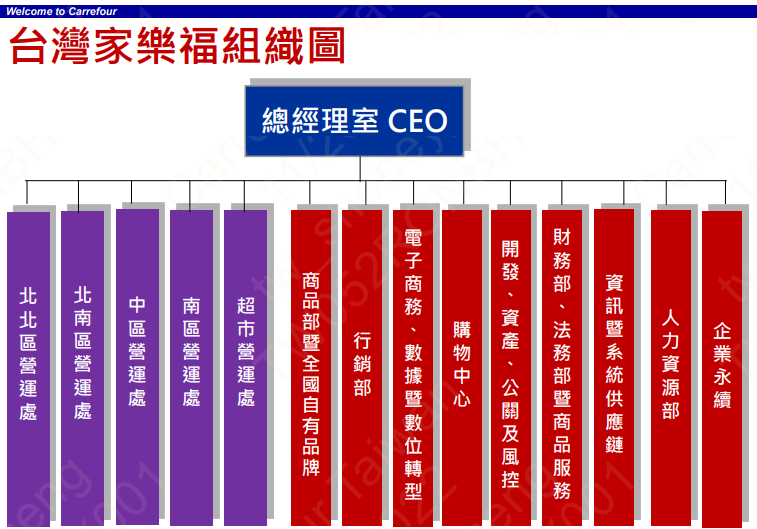 Welcome to Carrefour
台灣家樂福組織圖
總經理室 CEO
北北區營運處
北南區營運處
中區營運處
南區營運處
超市營運處
商品部暨全國自有品牌
行銷部
電子商務、數據暨數位轉型
購物中心
開發、資產、公關及風控
財務部、法務部暨商品服務
資訊暨系統供應鏈
人力資源部
企業永續